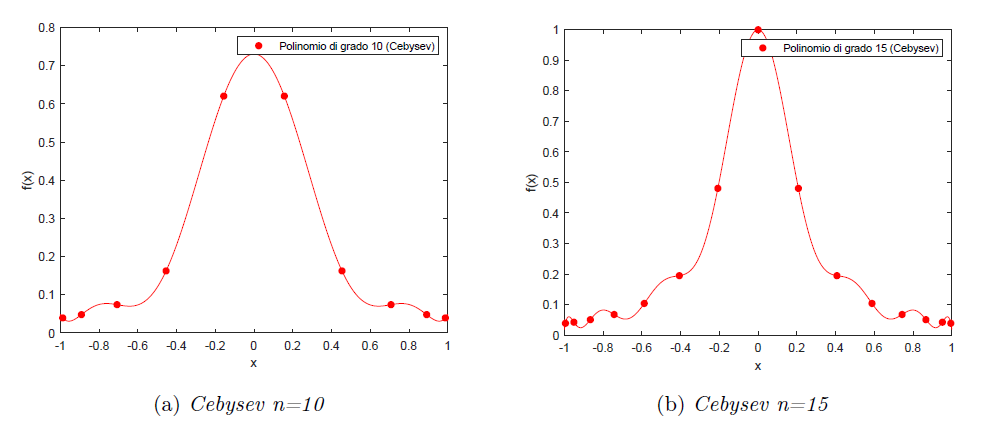 0.8
Polinomio di grado 10 (Cebysev)
0.7
0.6
0.5
f(x)
0.4
0.3
0.2
0.1
0
-1 -0.8 -0.6 -0.4 -0.2 0 0.2 0.4 0.6 0.8 1
x
(a) Cebysev n=10
1
Polinomio di grado 15 (Cebysev)
0.9
0.8
0.7
0.6
0.5
f(x)
0.4
0.3
0.2
0.1
0
-1 -0.8 -0.6 -0.4 -0.2 0 0.2 0.4 0.6 0.8 1
x
(b) Cebysev n=15